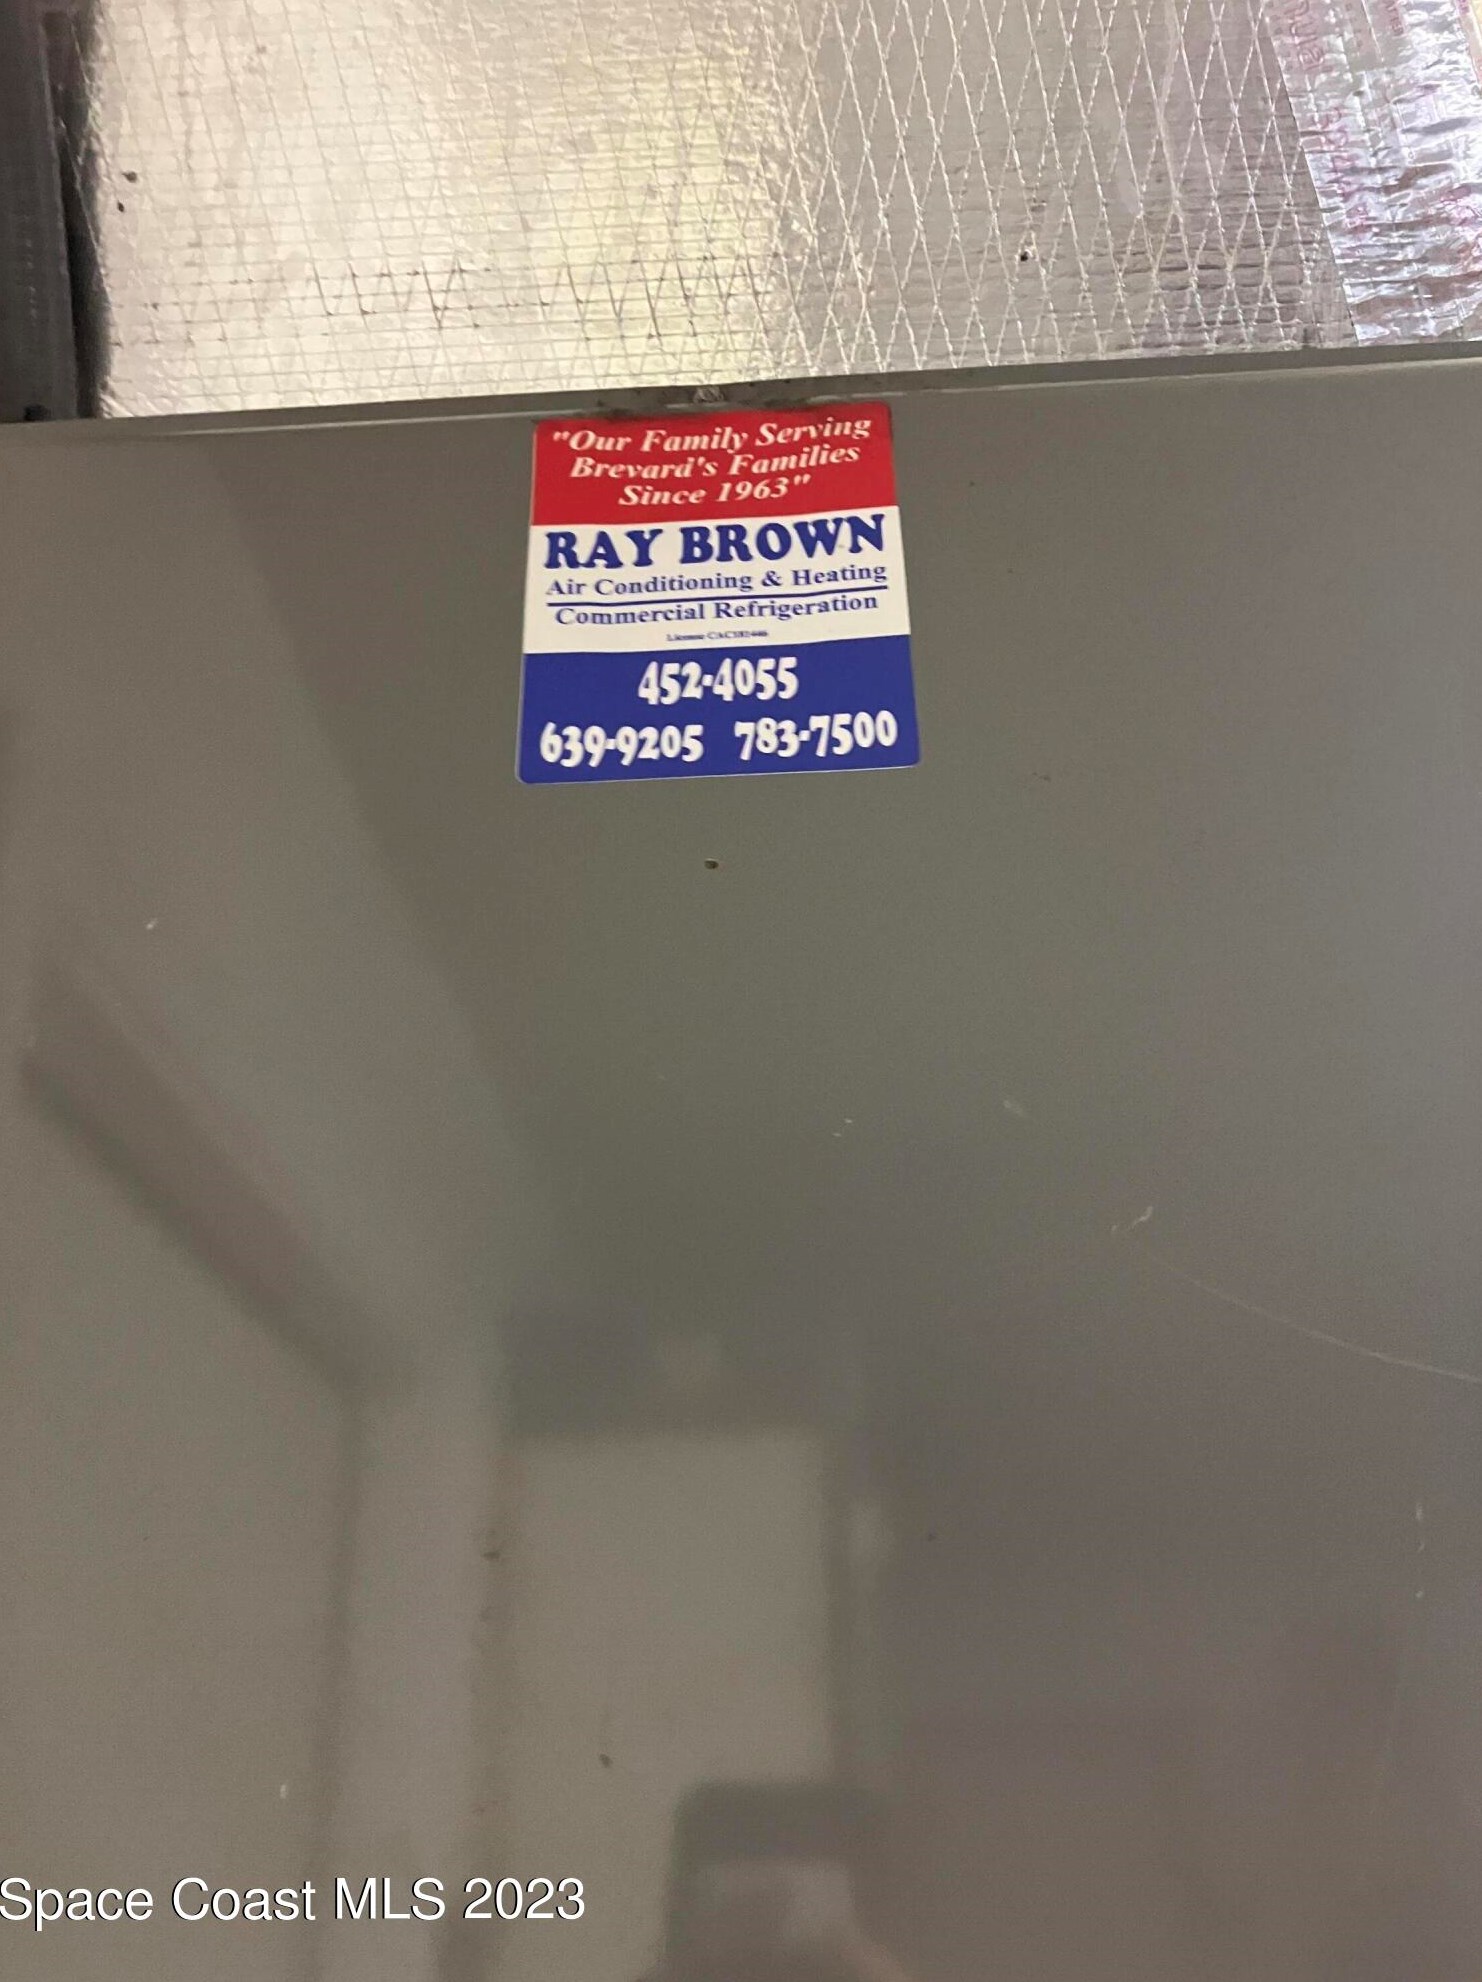 "Our Family Serving
Brevard's Families
Since 1963"
RAY BROWN
Air Conditioning & Heating
Commercial Refrigeration
License
452-4055
639-9205 783-7500
Space Coast MLS 2023